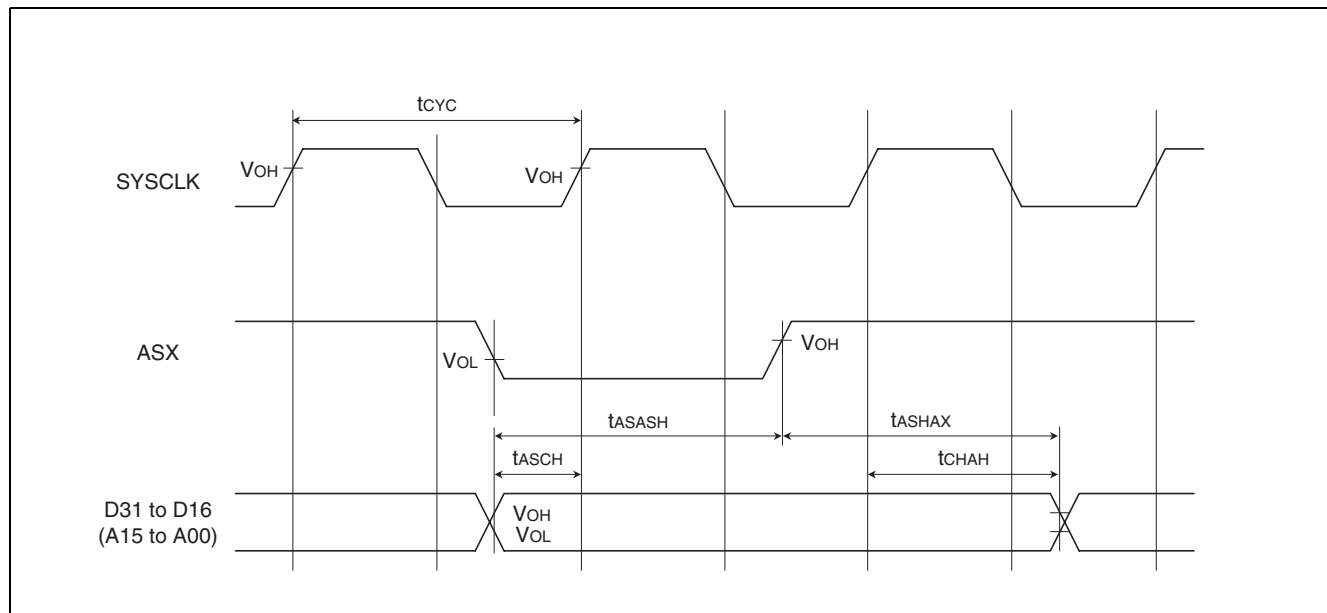 tCYC
VOH
VOH
SYSCLK
ASX
VOL
VOH
tASASH
tASHAX
tASCH
tCHAH
D31 to D16
(A15 to A00)
VOH
VOL